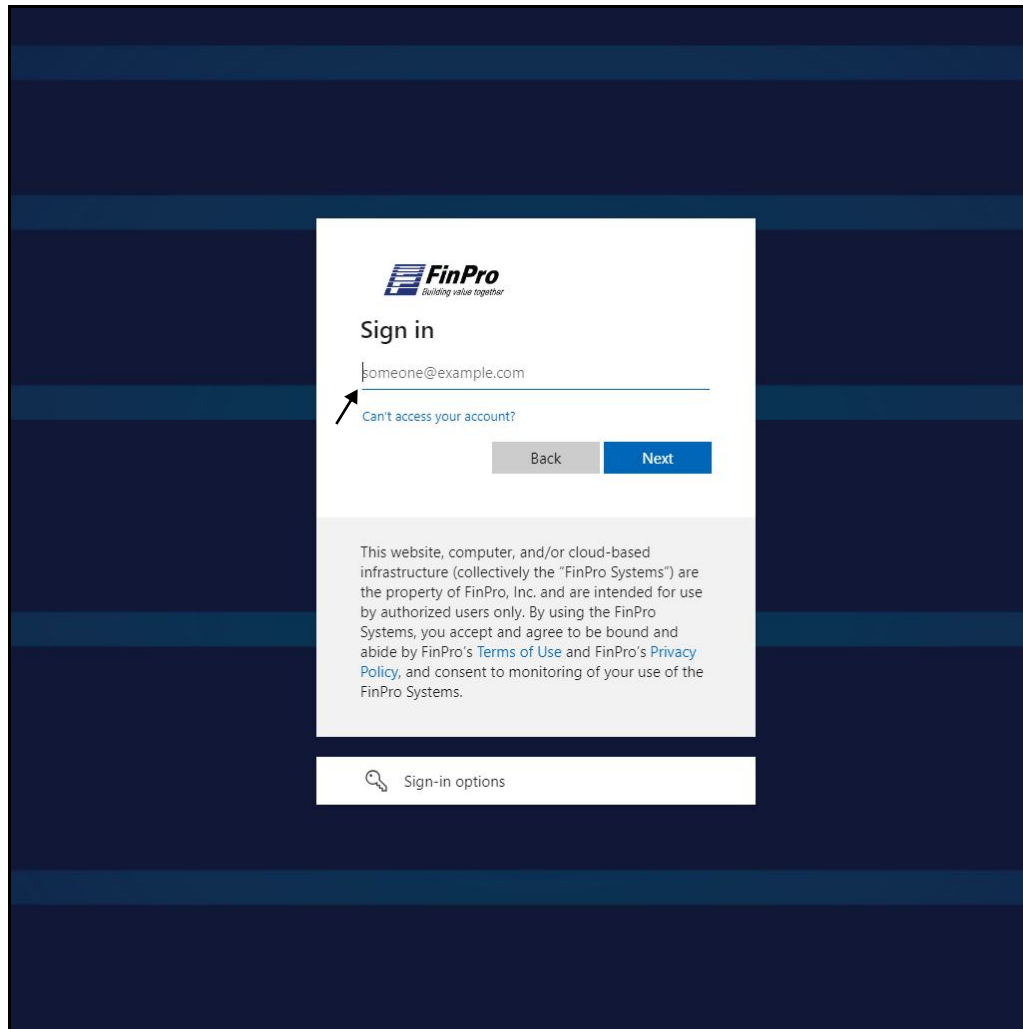 FinPro
Building value together
Sign in
someone@example.com
Can't access your account?
Back
Next
This website, computer, and/or cloud-based
infrastructure (collectively the “FinPro Systems”) are
the property of FinPro, Inc. and are intended for use
by authorized users only. By using the FinPro
Systems, you accept and agree to be bound and
abide by FinPro’s Terms of Use and FinPro’s Privacy
Policy, and consent to monitoring of your use of the
FinPro Systems.
Sign-in options